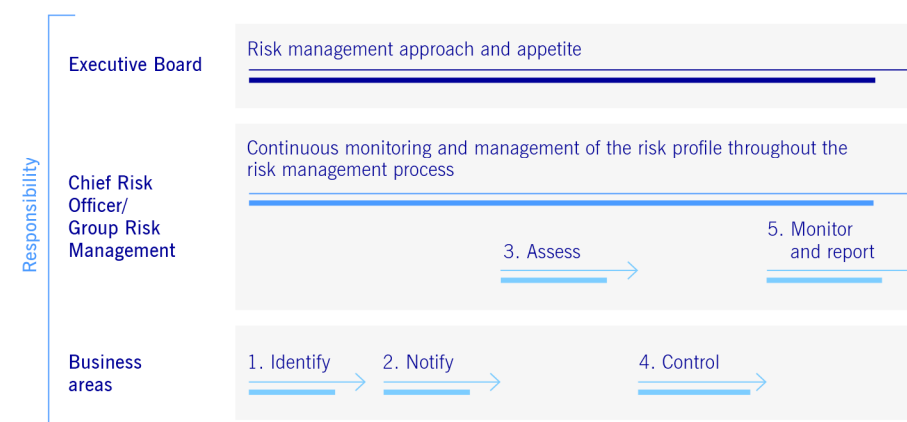 Responsibility
Executive Board
Risk management approach and appetite
Chief Risk
Officer/
Group Risk
Management
Continuous monitoring and management of the risk profile throughout the
risk management process
3. Assess
5. Monitor
and report
Business
areas
1. Identify
2. Notify
4. Control